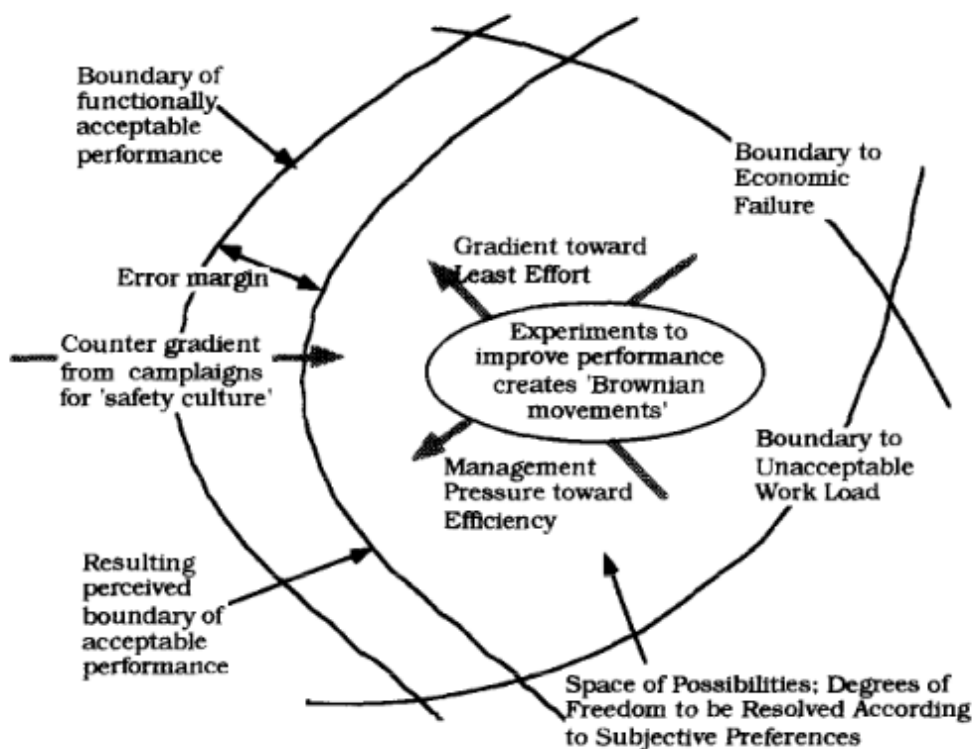 Boundary of
functionally
acceptable
performance
Boundary to
Economic
Failure
Gradient toward
Least Effort
Error margin
Experiments to
improve performance
creates 'Brownian
movements'
Counter gradient
from camplaigns
for 'safety culture'
Management
Pressure toward
Efficiency
Boundary to
Unacceptable
Work Load
Resulting
perceived
boundary of
acceptable
performance
Space of Possibilities; Degrees of
Freedom to be Resolved According
to Subjective Preferences